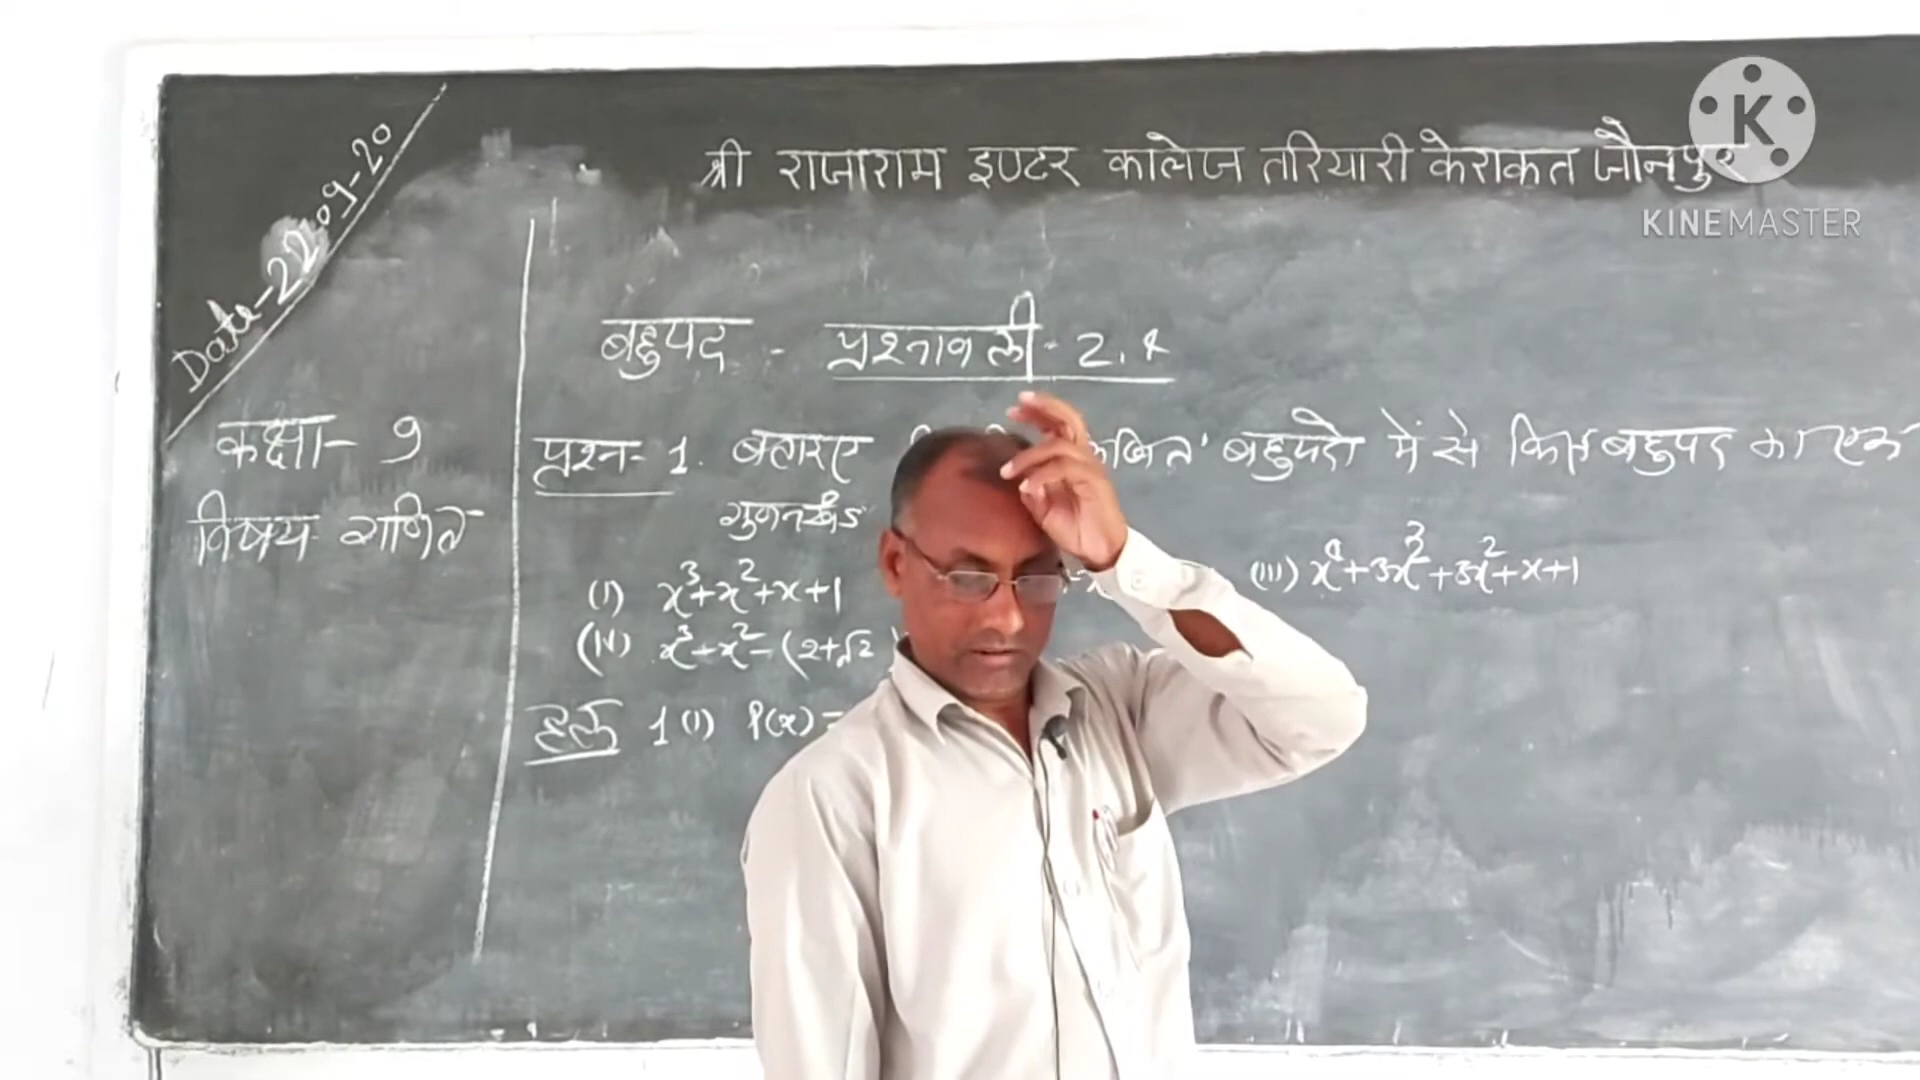 Date-22.09-20
श्री राजाराम इण्टर कालेज तरियारी केराकत जौनपुर
KINEMASTER
बहुपद - प्रश्नावली - 2.4
कक्षा- 9
विषय गणित
प्रश्न- 1. बताइए बहुपदो में से किस बहुपद का एक
गुणनखंड
(i) x³+x²+x+1
(iii) x⁴+3x³+3x²+x+1
(iv) x³-x²-(2+√2
हल 1 (i) P(x) =